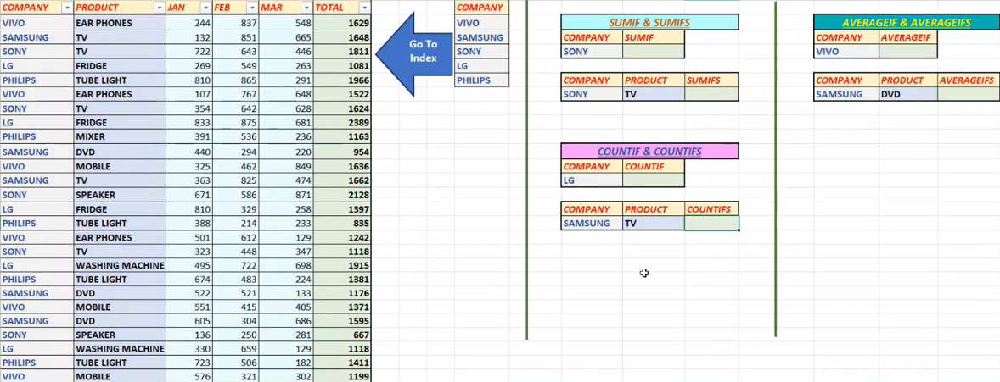 COMPANY PRODUCT JAN FEB MAR TOTAL
VIVO EAR PHONES 244 837 548 1629
SAMSUNG TV 132 851 665 1648
SONY TV 722 643 446 1811
LG FRIDGE 269 549 263 1081
PHILIPS TUBE LIGHT 810 865 291 1966
VIVO EAR PHONES 107 767 648 1522
SONY TV 354 642 628 1624
LG FRIDGE 833 875 681 2389
PHILIPS MIXER 391 536 236 1163
SAMSUNG DVD 440 294 220 954
VIVO MOBILE 325 462 849 1636
SAMSUNG TV 363 825 474 1662
SONY SPEAKER 671 586 871 2128
LG FRIDGE 810 329 258 1397
PHILIPS TUBE LIGHT 388 214 233 835
VIVO EAR PHONES 501 612 129 1242
SONY TV 323 448 347 1118
LG WASHING MACHINE 495 722 698 1915
PHILIPS TUBE LIGHT 674 483 224 1381
SAMSUNG DVD 522 521 133 1176
VIVO MOBILE 551 415 405 1371
SAMSUNG DVD 605 304 686 1595
SONY SPEAKER 136 250 281 667
LG WASHING MACHINE 330 659 129 1118
PHILIPS TUBE LIGHT 723 506 182 1411
VIVO MOBILE 576 321 302 1199
Go To
Index
COMPANY
VIVO
SAMSUNG
SONY
LG
PHILIPS
SUMIF & SUMIFS
COMPANY SUMIF
SONY
COMPANY PRODUCT SUMIFS
SONY TV
COUNTIF & COUNTIFS
COMPANY COUNTIF
LG
COMPANY PRODUCT COUNTIFS
SAMSUNG TV
AVERAGEIF & AVERAGEIFS
COMPANY AVERAGEIF
VIVO
COMPANY PRODUCT AVERAGEIFS
SAMSUNG DVD